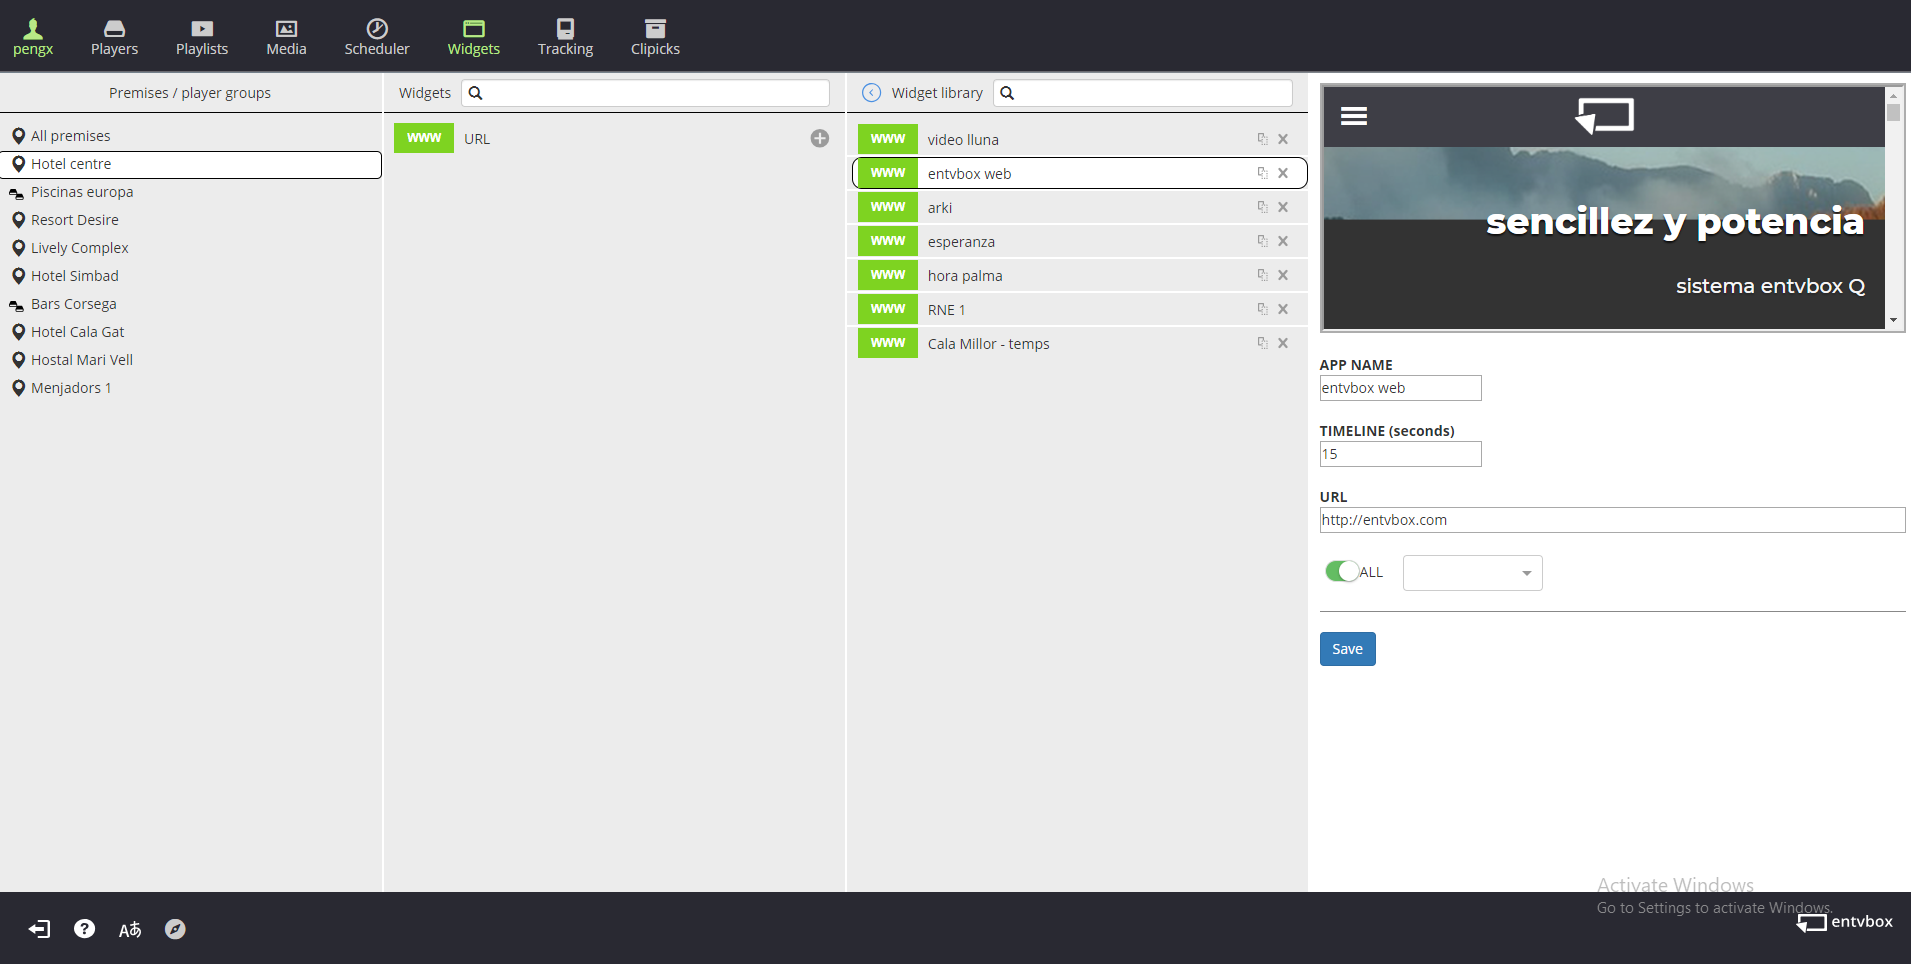 pengx
Players
Playlists
Media
Scheduler
Widgets
Tracking
Clipicks
Premises / player groups
All premises
Hotel centre
Piscinas europa
Resort Desire
Lively Complex
Hotel Simbad
Bars Corsega
Hotel Cala Gat
Hostal Mari Vell
Menjadors 1
Widgets
WWW URL
Widget library
WWW video lluna
WWW entvbox web
WWW arki
WWW esperanza
WWW hora palma
WWW RNE 1
WWW Cala Millor - temps
sencillez y potencia
sistema entvbox Q
APP NAME
entvbox web
TIMELINE (seconds)
15
URL
http://entvbox.com
ALL
Save
Activate Windows
Go to Settings to activate Windows.
Aあ
entvbox